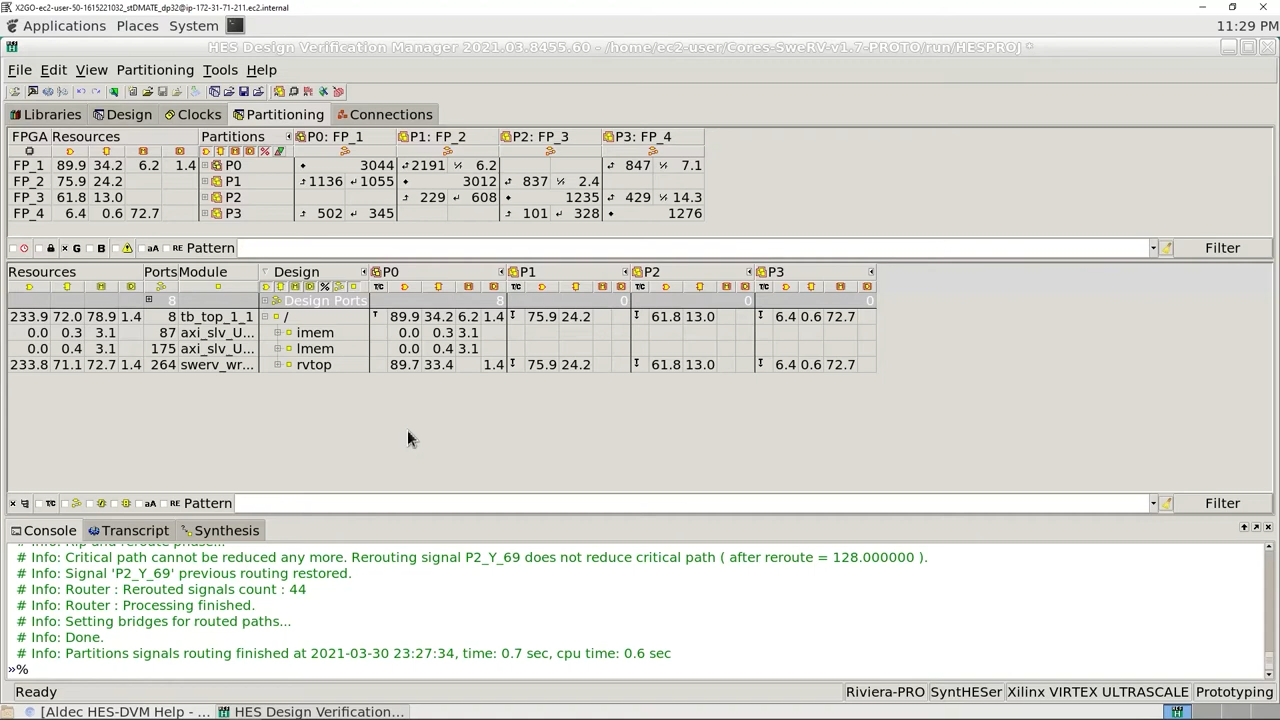 X2GO-ec2-user-50-1615221032_stDMATE_dp32@ip-172-31-71-211.ec2.internal
Applications Places System 11:29 PM
HES Design Verification Manager 2021.03.8455.60 - /home/ec2-user/Cores-SweRV-v1.7-PROTO/run/HESPROJ *
File Edit View Partitioning Tools Help
Libraries Design Clocks Partitioning Connections
FPGA Resources Partitions P0: FP_1 P1: FP_2 P2: FP_3 P3: FP_4
FP_1 89.9 34.2 6.2 1.4 P0 3044 2191 6.2 847 7.1
FP_2 75.9 24.2 P1 1136 1055 3012 837 2.4
FP_3 61.8 13.0 P2 229 608 1235 429 14.3
FP_4 6.4 0.6 72.7 P3 502 345 101 328 1276
G B aA RE Pattern Filter
Resources Ports Module Design P0 P1 P2 P3
T/C T/C T/C T/C
8 Design Ports 8 0 0 0
233.9 72.0 78.9 1.4 8 tb_top_1_1 / 89.9 34.2 6.2 1.4 75.9 24.2 61.8 13.0 6.4 0.6 72.7
0.0 0.3 3.1 87 axi_slv_U... imem 0.0 0.3 3.1
0.0 0.4 3.1 175 axi_slv_U... lmem 0.0 0.4 3.1
233.8 71.1 72.7 1.4 264 swerv_wr... rvtop 89.7 33.4 1.4 75.9 24.2 61.8 13.0 6.4 0.6 72.7
T/C aA RE Pattern Filter
Console Transcript Synthesis
# Info: Critical path cannot be reduced any more. Rerouting signal P2_Y_69 does not reduce critical path ( after reroute = 128.000000 ).
# Info: Signal 'P2_Y_69' previous routing restored.
# Info: Router : Rerouted signals count : 44
# Info: Router : Processing finished.
# Info: Setting bridges for routed paths...
# Info: Done.
# Info: Partitions signals routing finished at 2021-03-30 23:27:34, time: 0.7 sec, cpu time: 0.6 sec
»%
Ready Riviera-PRO SyntHESer Xilinx VIRTEX ULTRASCALE Prototyping
[Aldec HES-DVM Help - ... HES Design Verification...